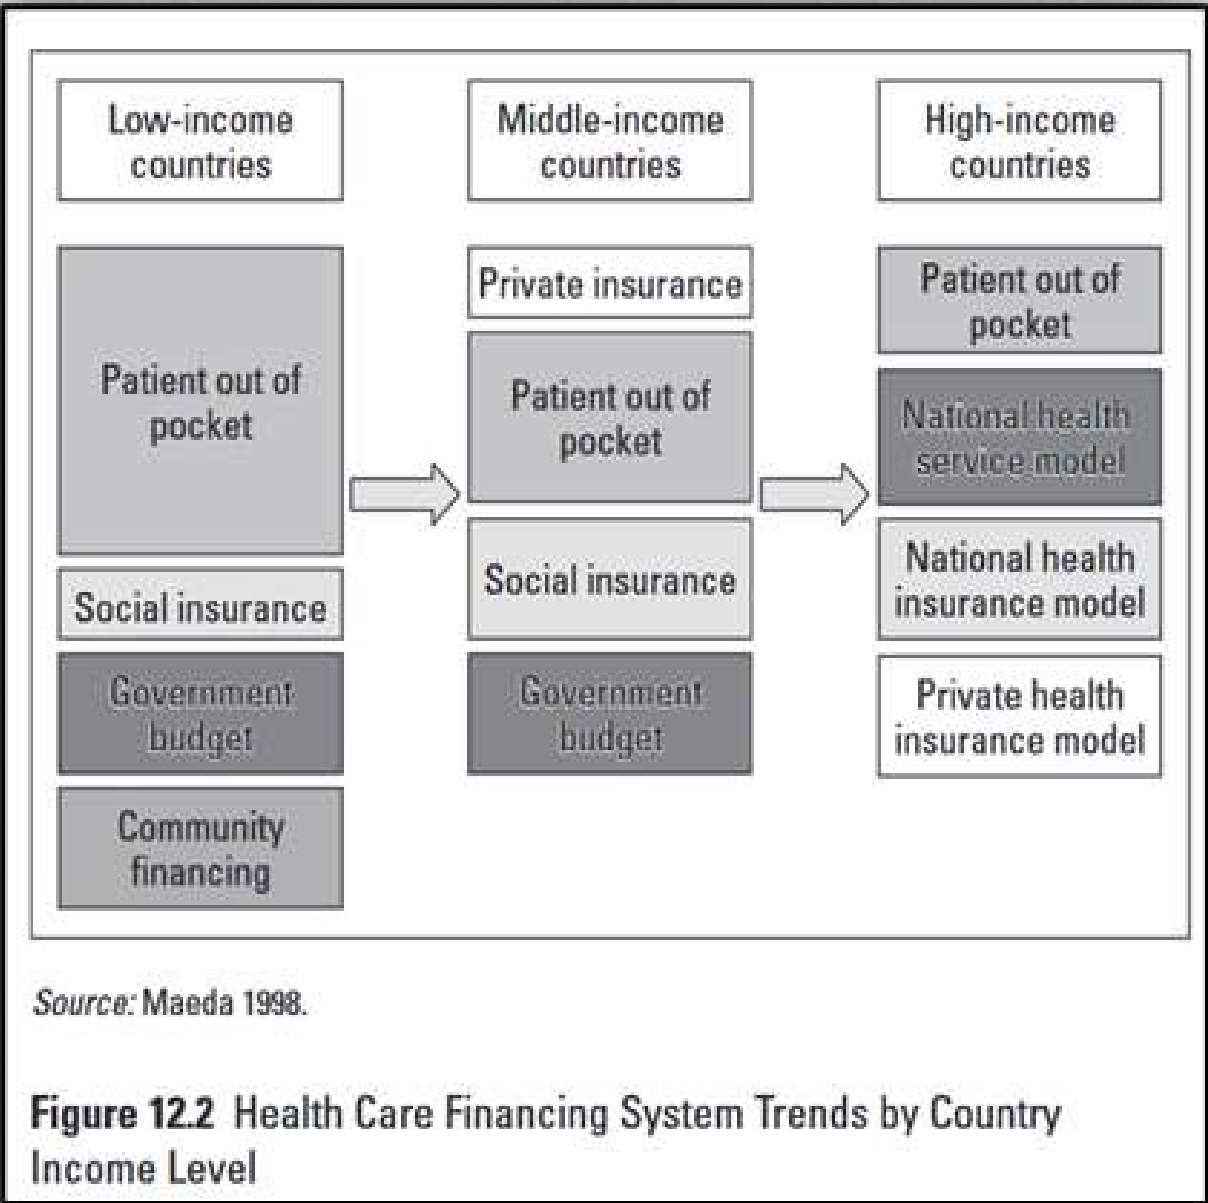 Low-income
countries
Middle-income
countries
High-income
countries
Patient out of
pocket
Social insurance
Government
budget
Community
financing
Private insurance
Patient out of
pocket
Social insurance
Government
budget
Patient out of
pocket
National health
service model
National health
insurance model
Private health
insurance model
Source: Maeda 1998.
Figure 12.2 Health Care Financing System Trends by Country
Income Level